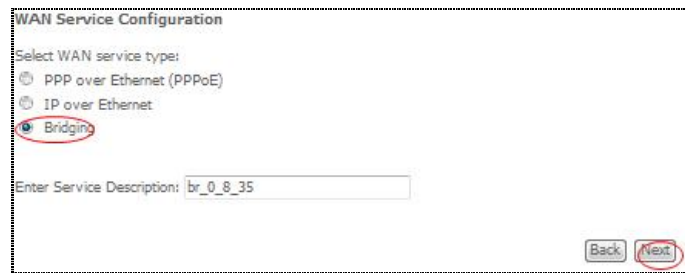 WAN Service Configuration
Select WAN service type:
PPP over Ethernet (PPPoE)
IP over Ethernet
Bridging
Enter Service Description: br_0_8_35
Back Next